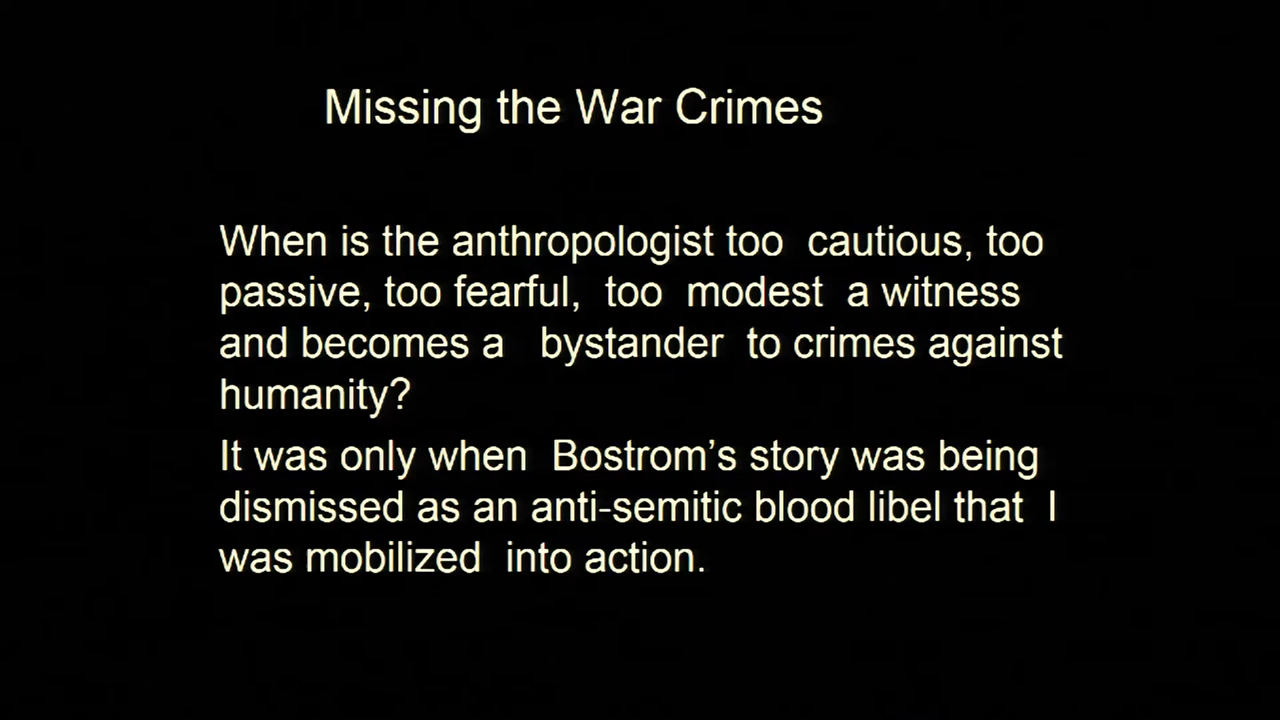 Missing the War Crimes
When is the anthropologist too cautious, too
passive, too fearful, too modest a witness
and becomes a bystander to crimes against
humanity?
It was only when Bostrom’s story was being
dismissed as an anti-semitic blood libel that I
was mobilized into action.